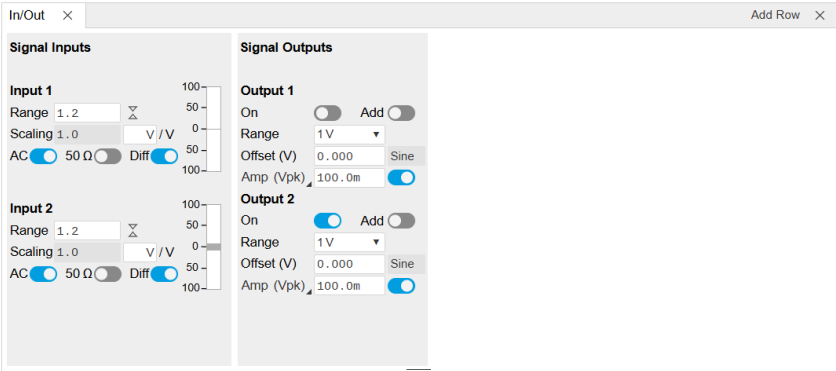 In/Out ×
Add Row ×
Signal Inputs
Input 1
Range 1.2
Scaling 1.0 V / V
AC 50 Ω Diff
100
50
0
50
100
Input 2
Range 1.2
Scaling 1.0 V / V
AC 50 Ω Diff
100
50
0
50
100
Signal Outputs
Output 1
On Add
Range 1 V
Offset (V) 0.000 Sine
Amp (Vpk) 100.0m
Output 2
On Add
Range 1 V
Offset (V) 0.000 Sine
Amp (Vpk) 100.0m